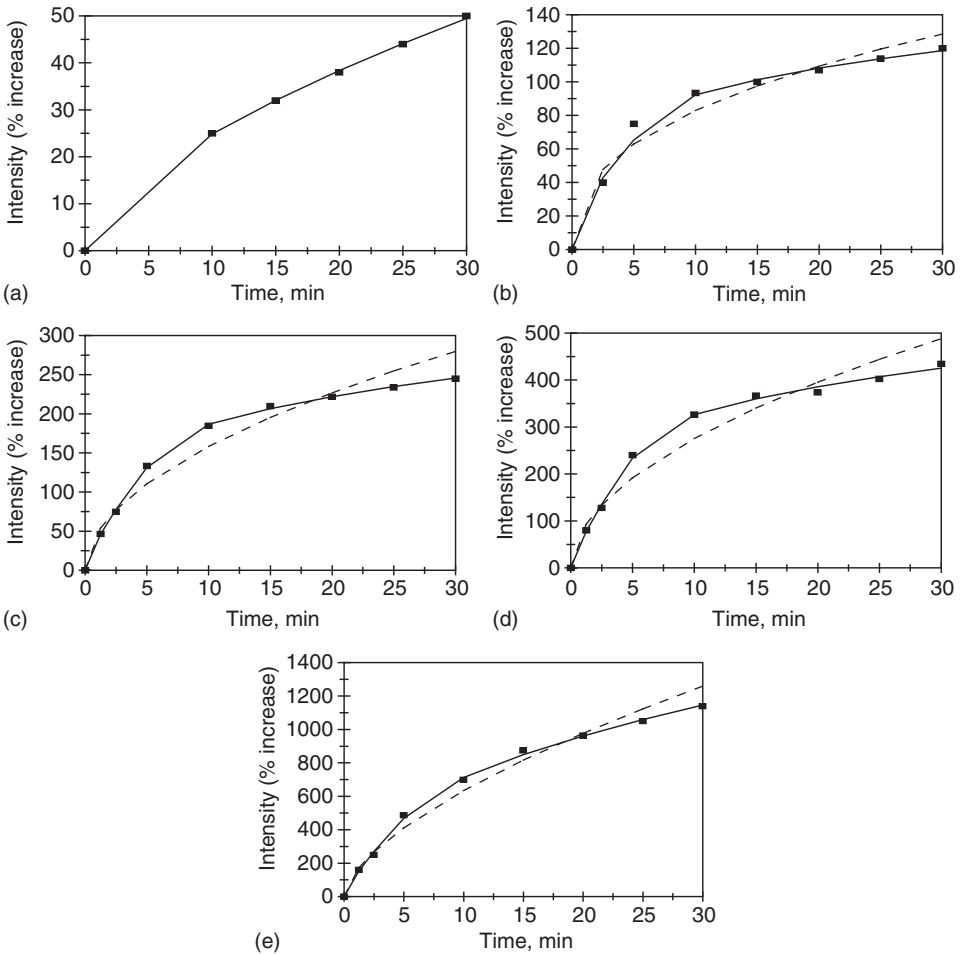 Intensity (% increase)
50
40
30
20
10
0
0 5 10 15 20 25 30
(a)
Time, min
Intensity (% increase)
140
120
100
80
60
40
20
0
0 5 10 15 20 25 30
(b)
Time, min
Intensity (% increase)
300
250
200
150
100
50
0
0 5 10 15 20 25 30
(c)
Time, min
Intensity (% increase)
500
400
300
200
100
0
0 5 10 15 20 25 30
(d)
Time, min
Intensity (% increase)
1400
1200
1000
800
600
400
200
0
0 5 10 15 20 25 30
(e)
Time, min